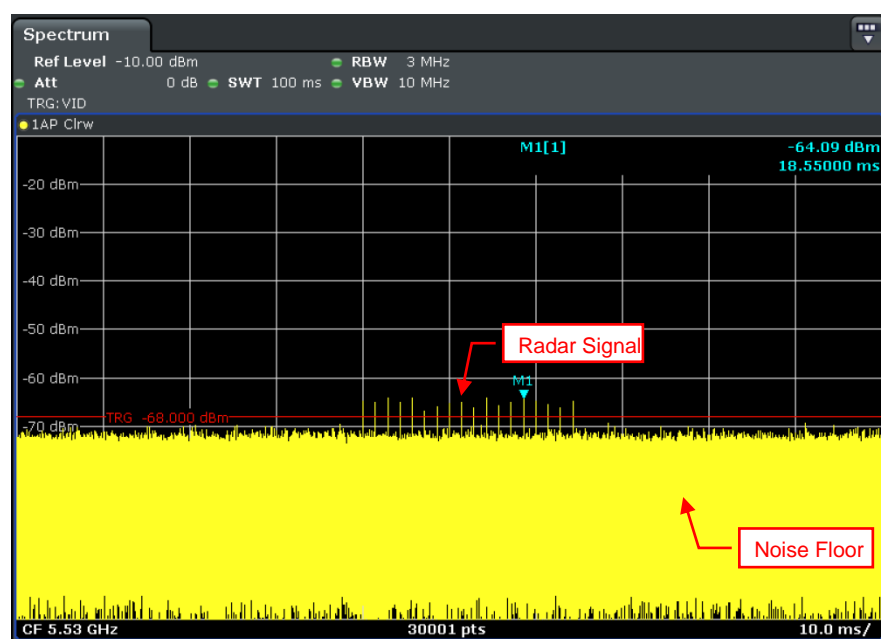 Spectrum
Ref Level -10.00 dBm RBW 3 MHz
Att 0 dB SWT 100 ms VBW 10 MHz
TRG:VID
1AP Clrw
M1[1] -64.09 dBm
18.55000 ms
-20 dBm
-30 dBm
-40 dBm
-50 dBm
Radar Signal
-60 dBm
M1
TRG -68.000 dBm
-70 dBm
Noise Floor
CF 5.53 GHz 30001 pts 10.0 ms/